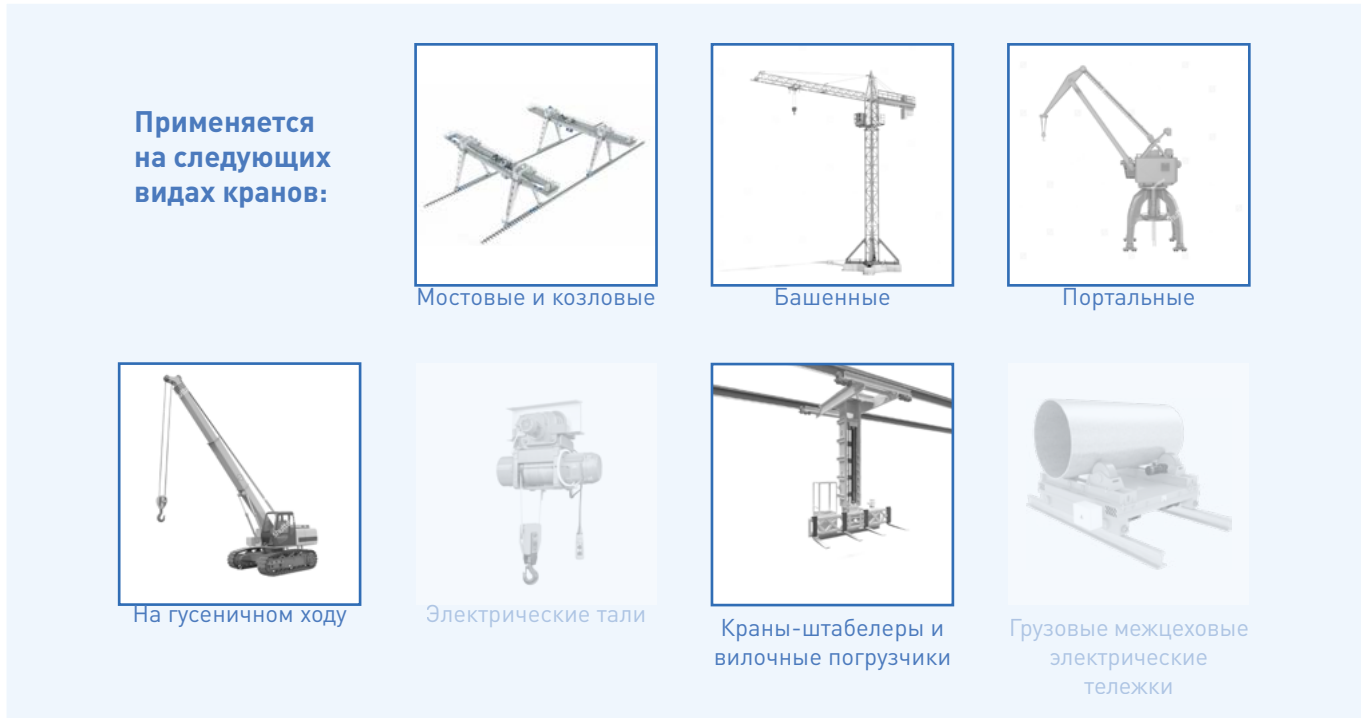 Применяется
на следующих
видах кранов:
Мостовые и козловые
Башенные
Портальные
На гусеничном ходу
Электрические тали
Краны-штабелеры и
вилочные погрузчики
Грузовые межцеховые
электрические
тележки